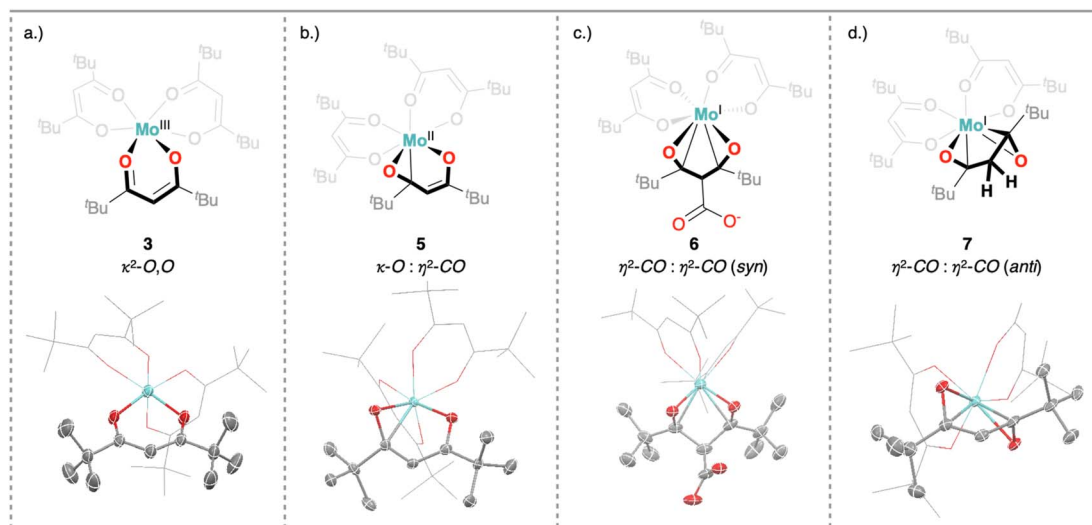 a.)
tBu
tBu
tBu
tBu
O
O
O
O
MoIII
O
O
tBu
tBu
3
κ2-O,O
b.)
tBu
tBu
tBu
tBu
O
O
O
O
MoII
O
O
tBu
tBu
5
κ-O : η2-CO
c.)
tBu
tBu
tBu
tBu
O
O
O
O
MoI
O
O
tBu
tBu
O
O-
6
η2-CO : η2-CO (syn)
d.)
tBu
tBu
tBu
tBu
O
O
O
O
MoI
tBu
O
O
tBu
H
H
7
η2-CO : η2-CO (anti)